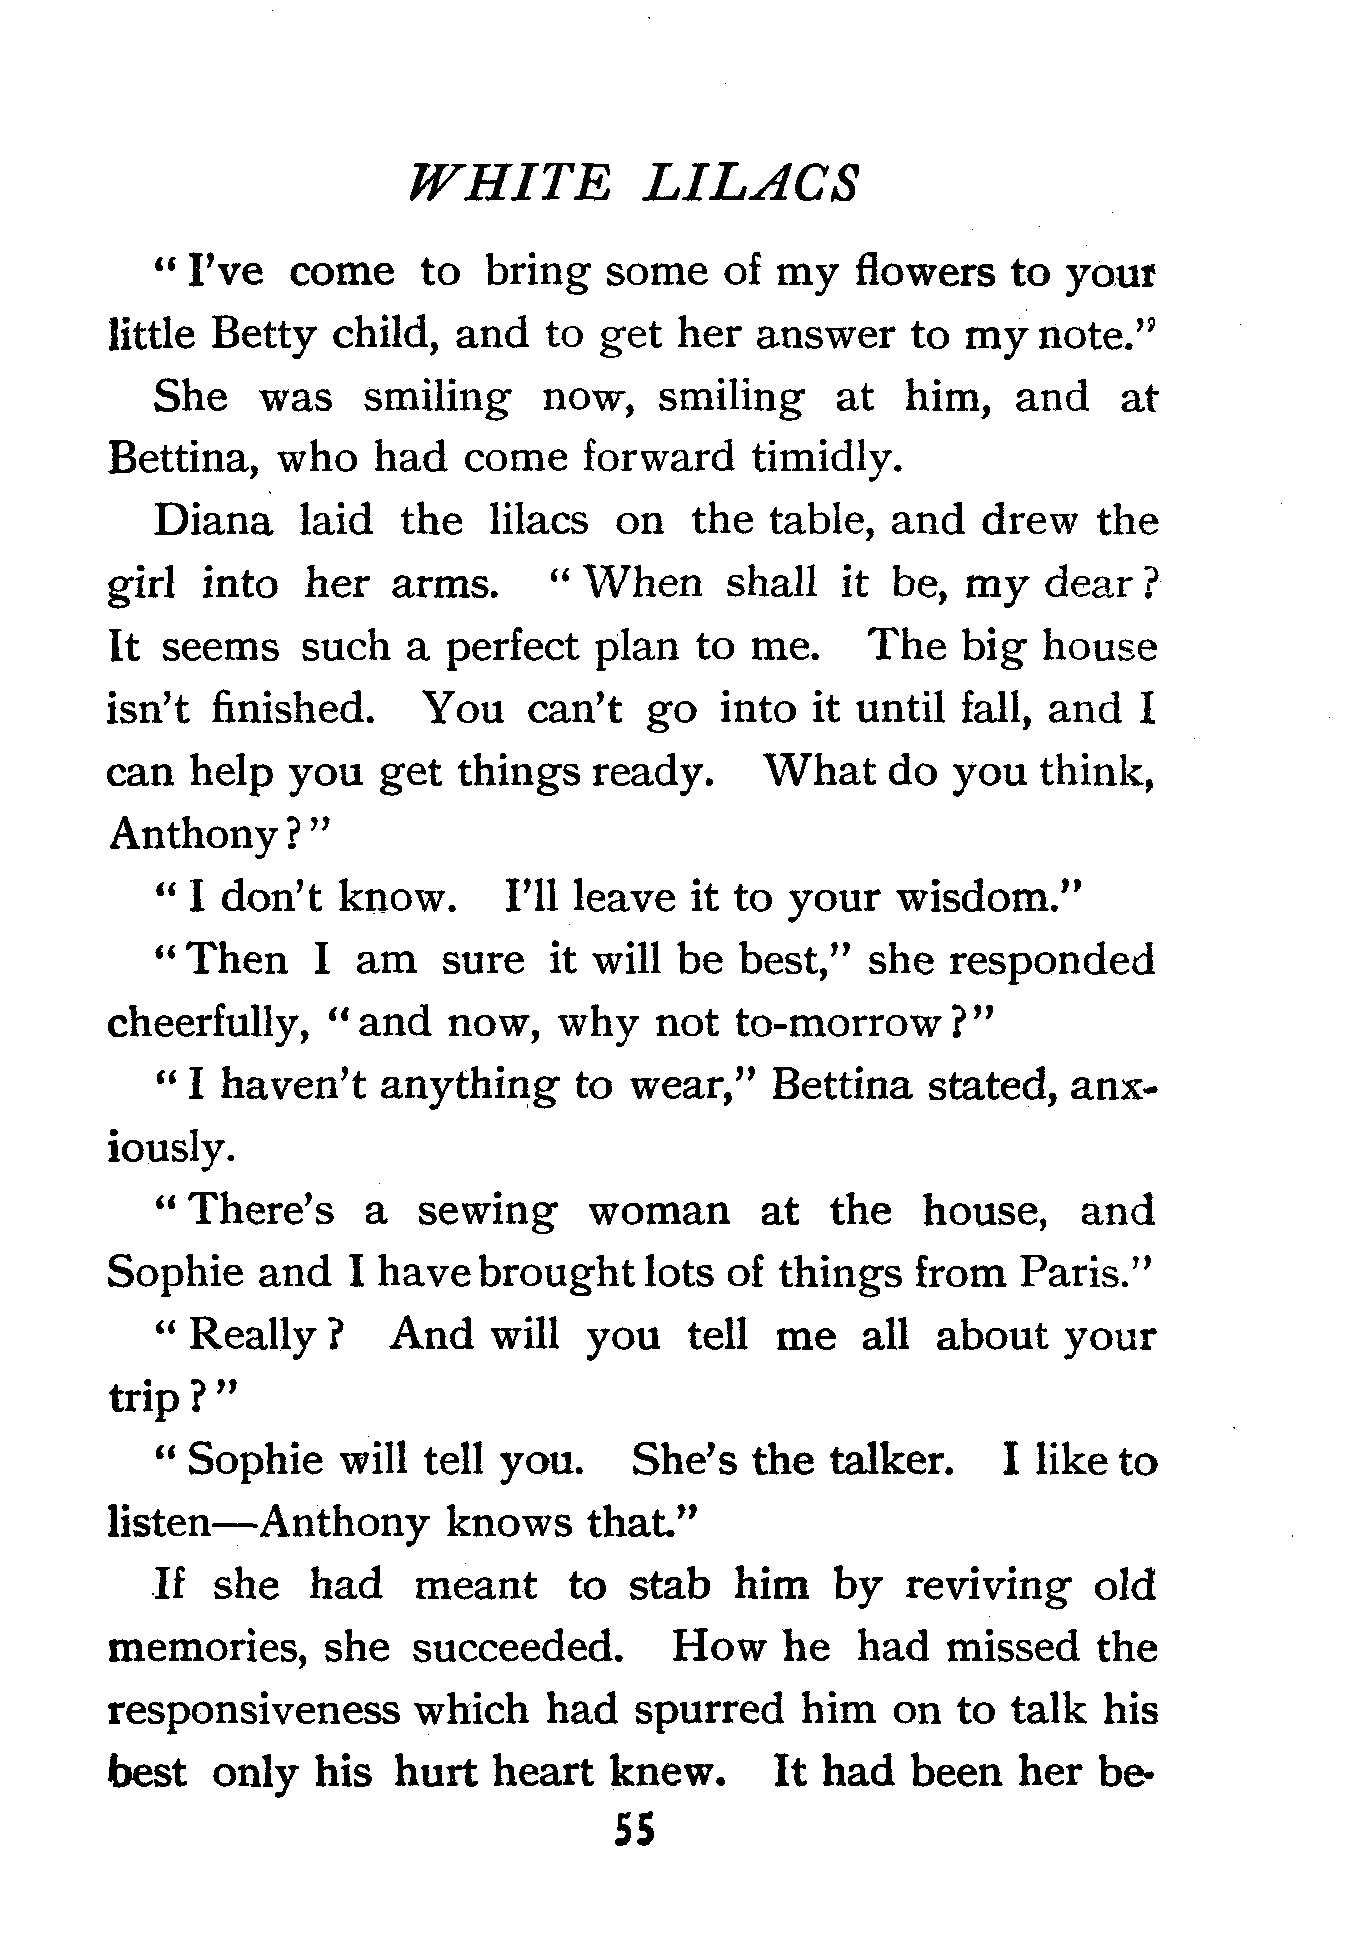 WHITE LILACS
" I've come to bring some of my flowers to your
little Betty child, and to get her answer to my note."
She was smiling now, smiling at him, and at
Bettina, who had come forward timidly.
Diana laid the lilacs on the table, and drew the
girl into her arms. " When shall it be, my dear ?
It seems such a perfect plan to me. The big house
isn't finished. You can't go into it until fall, and I
can help you get things ready. What do you think,
Anthony ? "
" I don't know. I'll leave it to your wisdom."
" Then I am sure it will be best," she responded
cheerfully, " and now, why not to-morrow ? "
" I haven't anything to wear," Bettina stated, anx-
iously.
" There's a sewing woman at the house, and
Sophie and I have brought lots of things from Paris."
" Really ? And will you tell me all about your
trip ? "
" Sophie will tell you. She's the talker. I like to
listen—Anthony knows that."
If she had meant to stab him by reviving old
memories, she succeeded. How he had missed the
responsiveness which had spurred him on to talk his
best only his hurt heart knew. It had been her be-
55